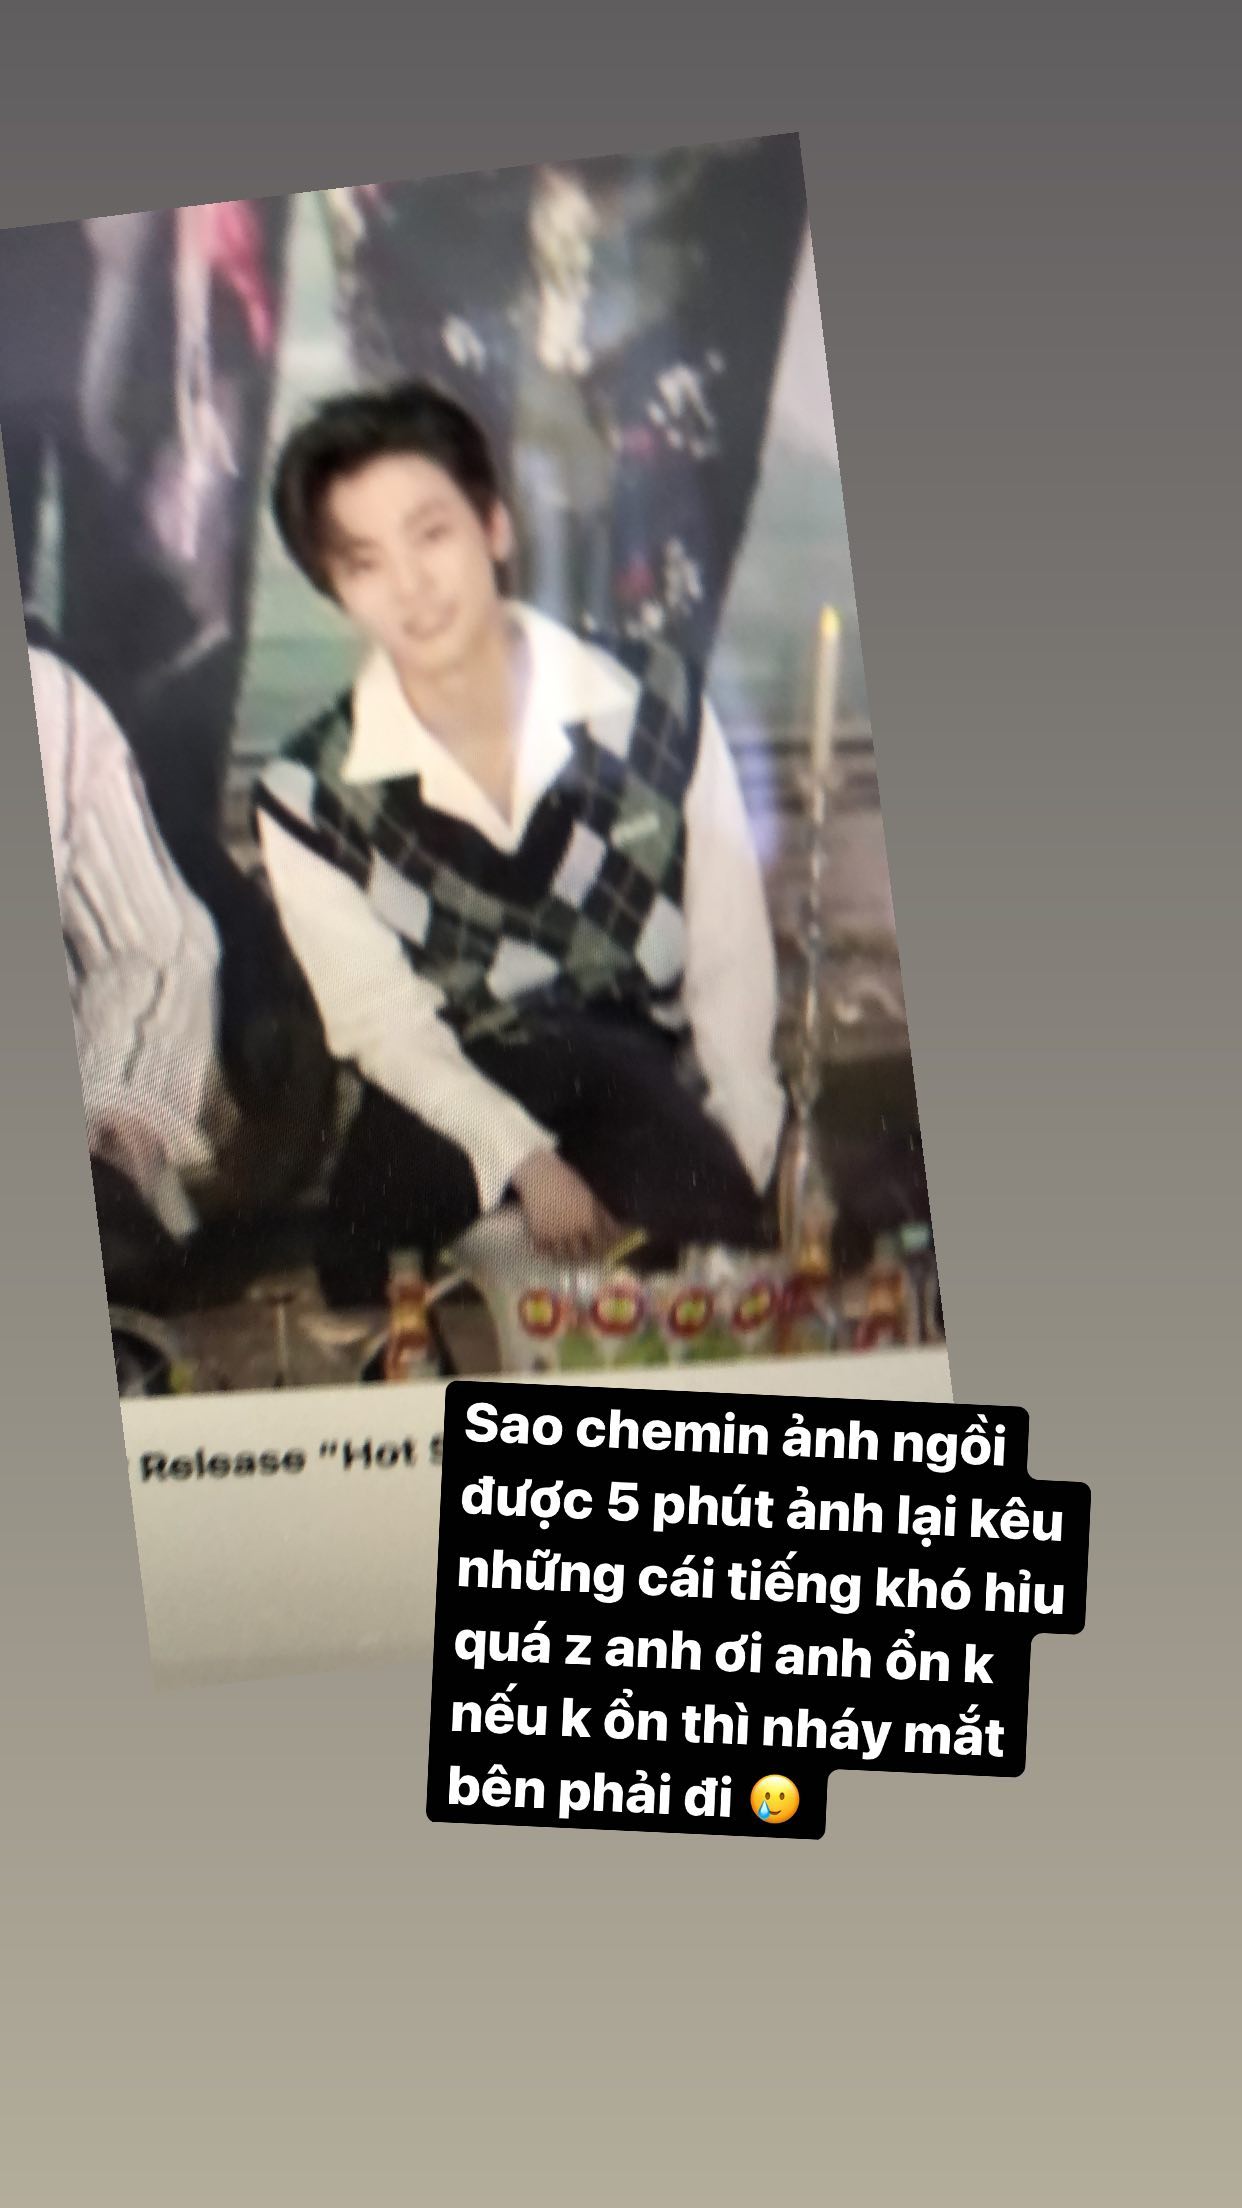 Release "Hot
Sao chemin ảnh ngồi
được 5 phút ảnh lại kêu
những cái tiếng khó hỉu
quá z anh ơi anh ổn k
nếu k ổn thì nháy mắt
bên phải đi 🥲